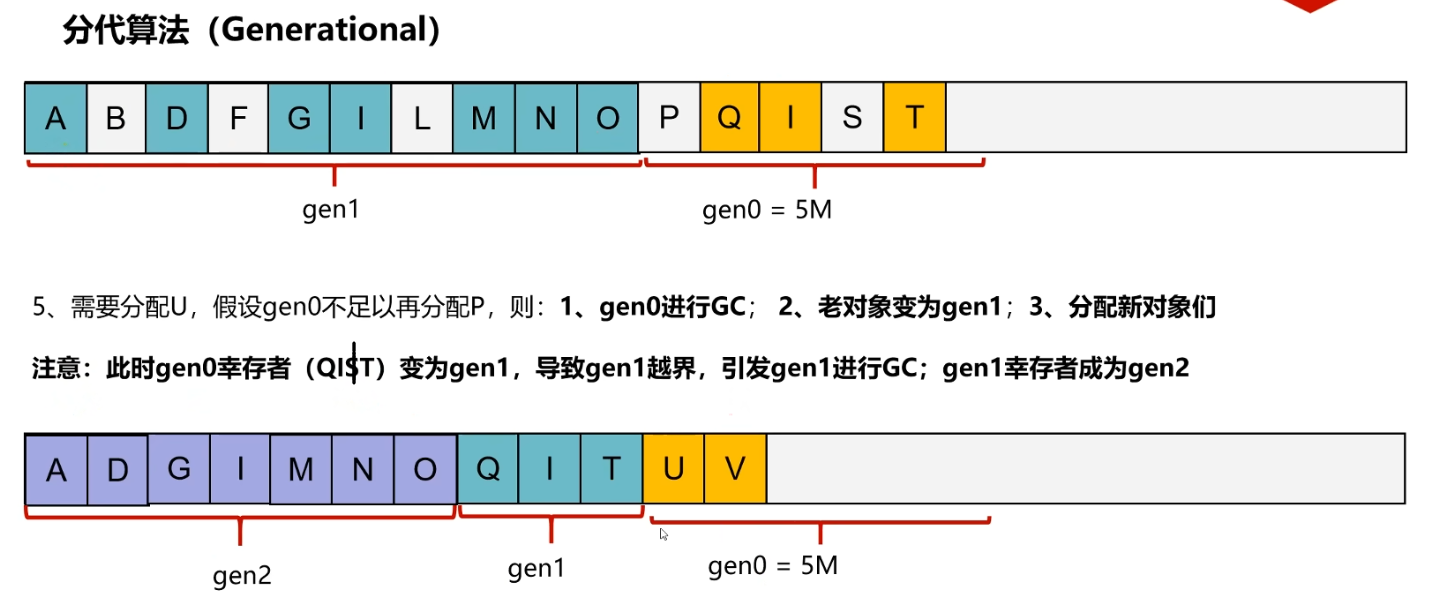 分代算法（Generational）
A B D F G I L M N O P Q I S T
gen1
gen0 = 5M
5、需要分配U，假设gen0不足以再分配P，则：1、gen0进行GC； 2、老对象变为gen1；3、分配新对象们
注意：此时gen0幸存者（QIST）变为gen1，导致gen1越界，引发gen1进行GC；gen1幸存者成为gen2
A D G I M N O Q I T U V
gen2
gen1
gen0 = 5M